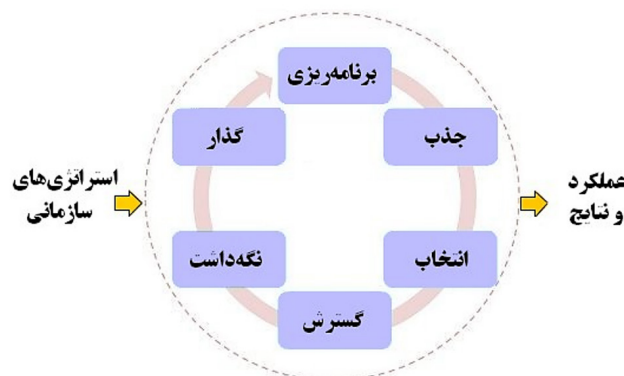 برنامه‌ریزی
جذب
انتخاب
گسترش
نگه‌داشت
گذار
استراتژی‌های
سازمانی
عملکرد
و نتایج